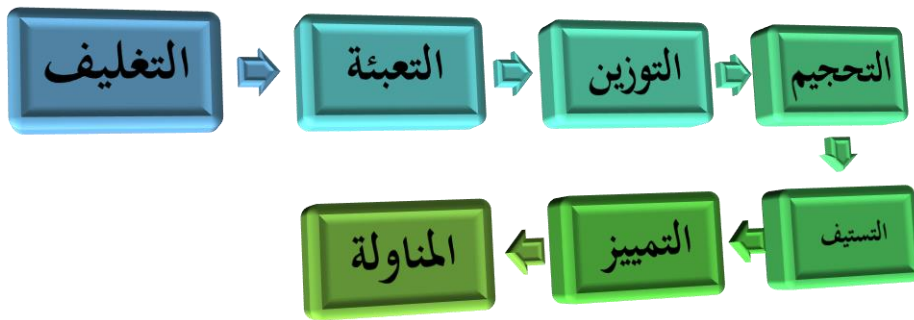 التغليف
التعبئة
التوزين
التحجيم
التستيف
التمييز
المناولة